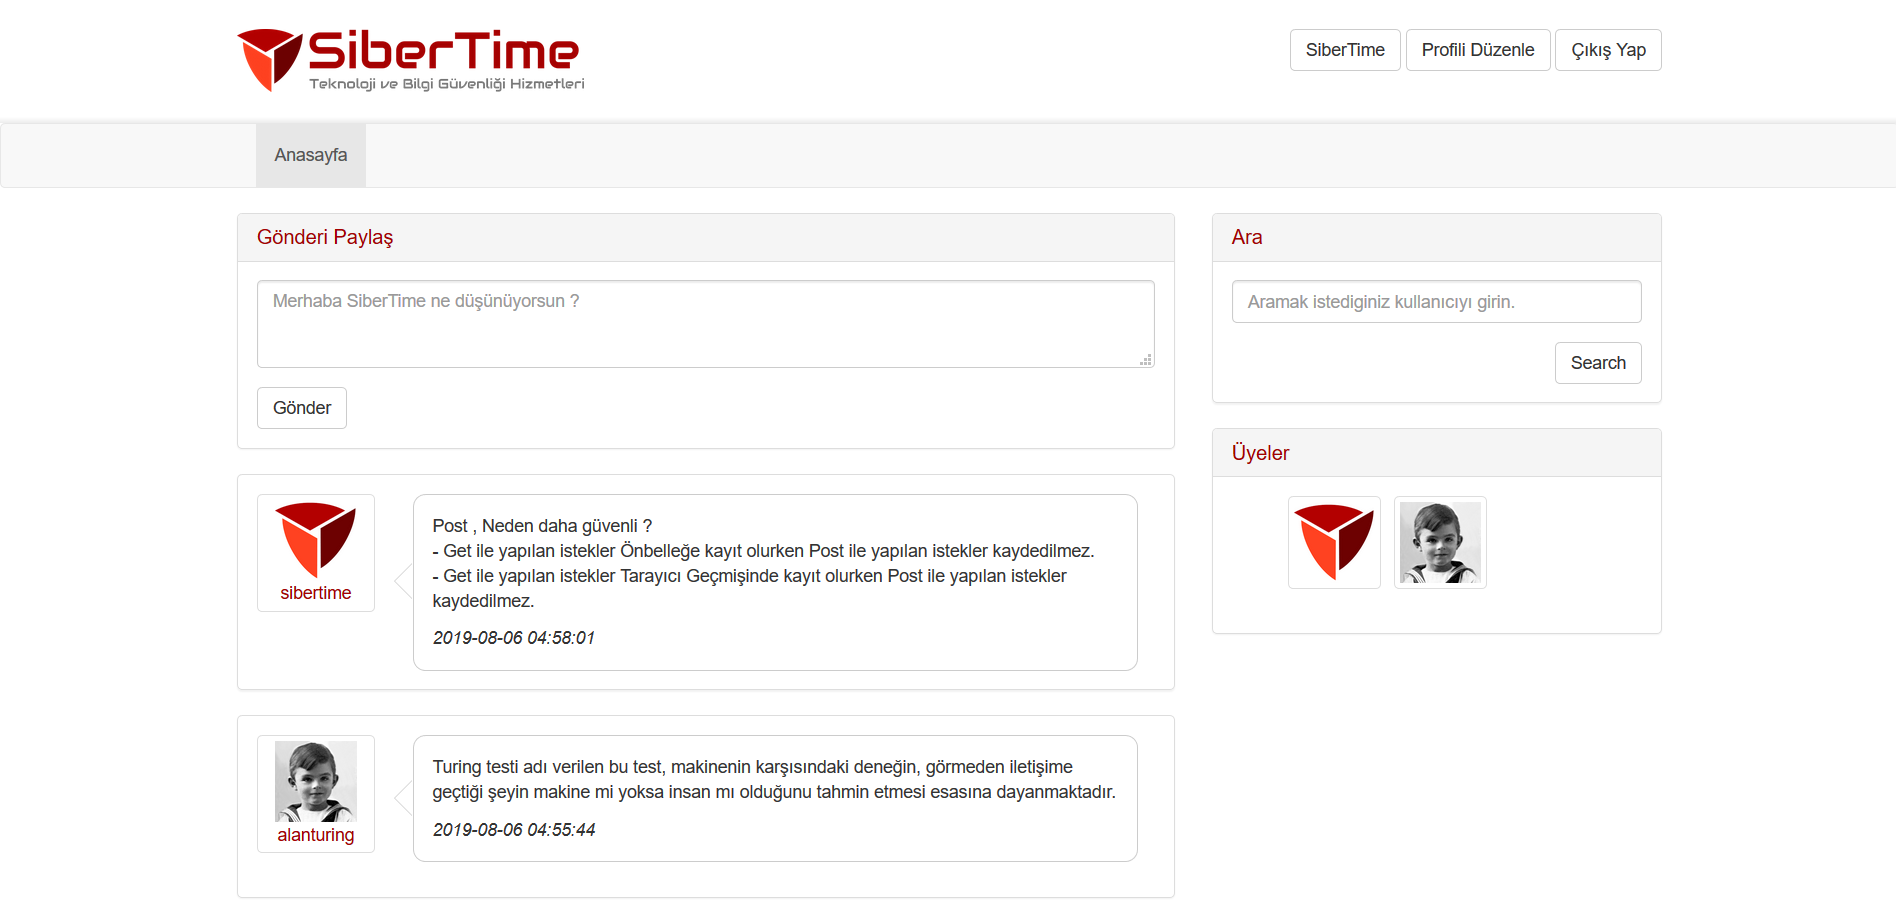 SiberTime
Teknoloji ve Bilgi Güvenliği Hizmetleri
SiberTime
Profili Düzenle
Çıkış Yap
Anasayfa
Gönderi Paylaş
Merhaba SiberTime ne düşünüyorsun ?
Gönder
sibertime
Post , Neden daha güvenli ?
- Get ile yapılan istekler Önbelleğe kayıt olurken Post ile yapılan istekler kaydedilmez.
- Get ile yapılan istekler Tarayıcı Geçmişinde kayıt olurken Post ile yapılan istekler
kaydedilmez.
2019-08-06 04:58:01
alanturing
Turing testi adı verilen bu test, makinenin karşısındaki deneğin, görmeden iletişime
geçtiği şeyin makine mi yoksa insan mı olduğunu tahmin etmesi esasına dayanmaktadır.
2019-08-06 04:55:44
Ara
Aramak istediginiz kullanıcıyı girin.
Search
Üyeler